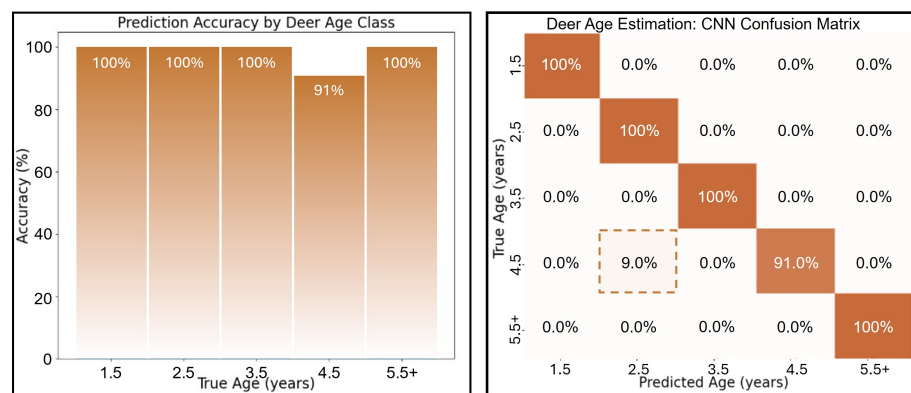 Prediction Accuracy by Deer Age Class
100
80
60
40
20
0
Accuracy (%)
100%
100%
100%
91%
100%
1.5
2.5
3.5
4.5
5.5+
True Age (years)
Deer Age Estimation: CNN Confusion Matrix
True Age (years)
1.5 100% 0.0% 0.0% 0.0% 0.0%
2.5 0.0% 100% 0.0% 0.0% 0.0%
3.5 0.0% 0.0% 100% 0.0% 0.0%
4.5 0.0% 9.0% 0.0% 91.0% 0.0%
5.5+ 0.0% 0.0% 0.0% 0.0% 100%
1.5 2.5 3.5 4.5 5.5+
Predicted Age (years)